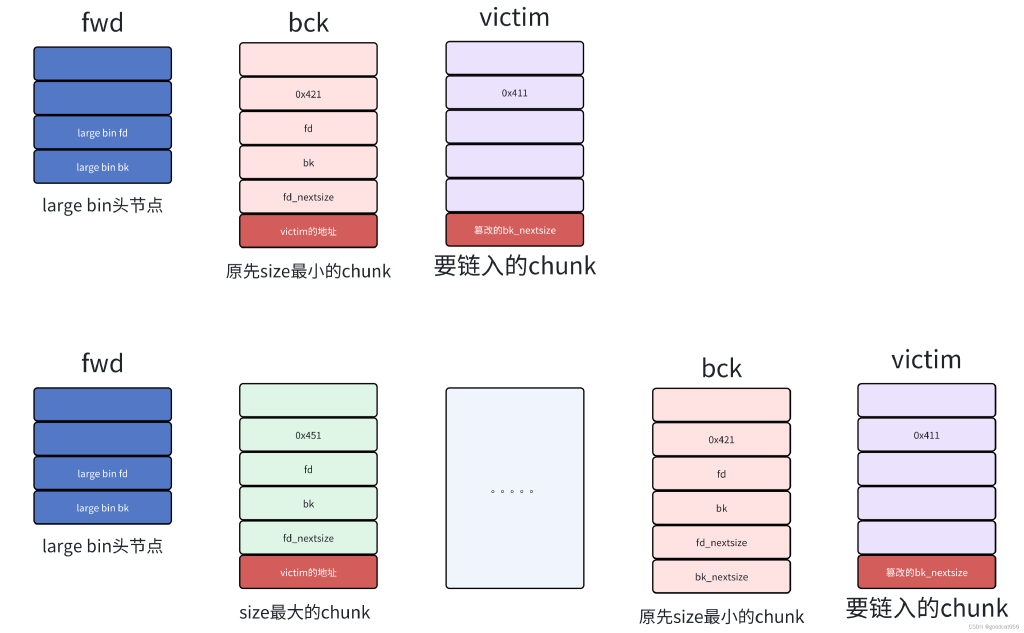 fwd
bck
victim
0x421
0x411
large bin fd
fd
large bin bk
bk
fd_nextsize
victim的地址
篡改的bk_nextsize
large bin头节点
原先size最小的chunk
要链入的chunk
fwd
bck
victim
0x451
0x421
0x411
large bin fd
fd
fd
large bin bk
bk
。。。。。
bk
fd_nextsize
fd_nextsize
victim的地址
bk_nextsize
篡改的bk_nextsize
large bin头节点
size最大的chunk
原先size最小的chunk
要链入的chunk